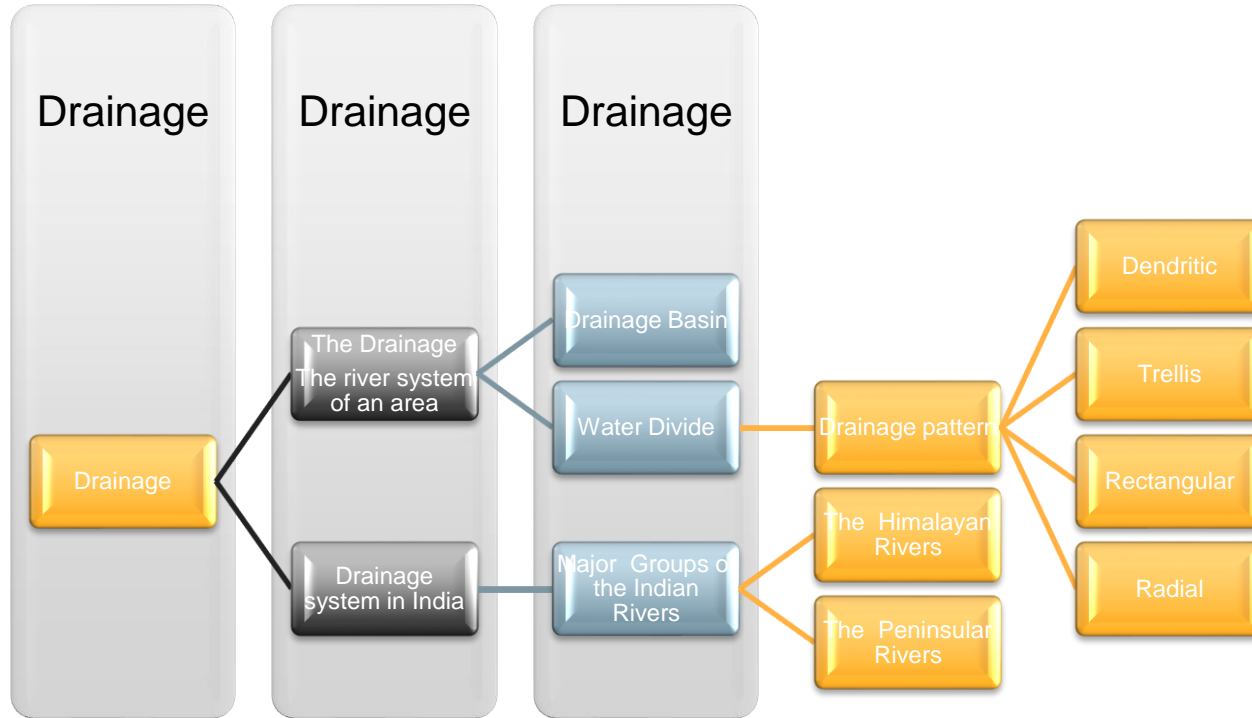 Drainage
Drainage
Drainage
Drainage
The Drainage
The river system
of an area
Drainage
system in India
Drainage Basin
Water Divide
Major Groups o
the Indian
Rivers
Drainage pattern
The Himalayan
Rivers
The Peninsular
Rivers
Dendritic
Trellis
Rectangular
Radial